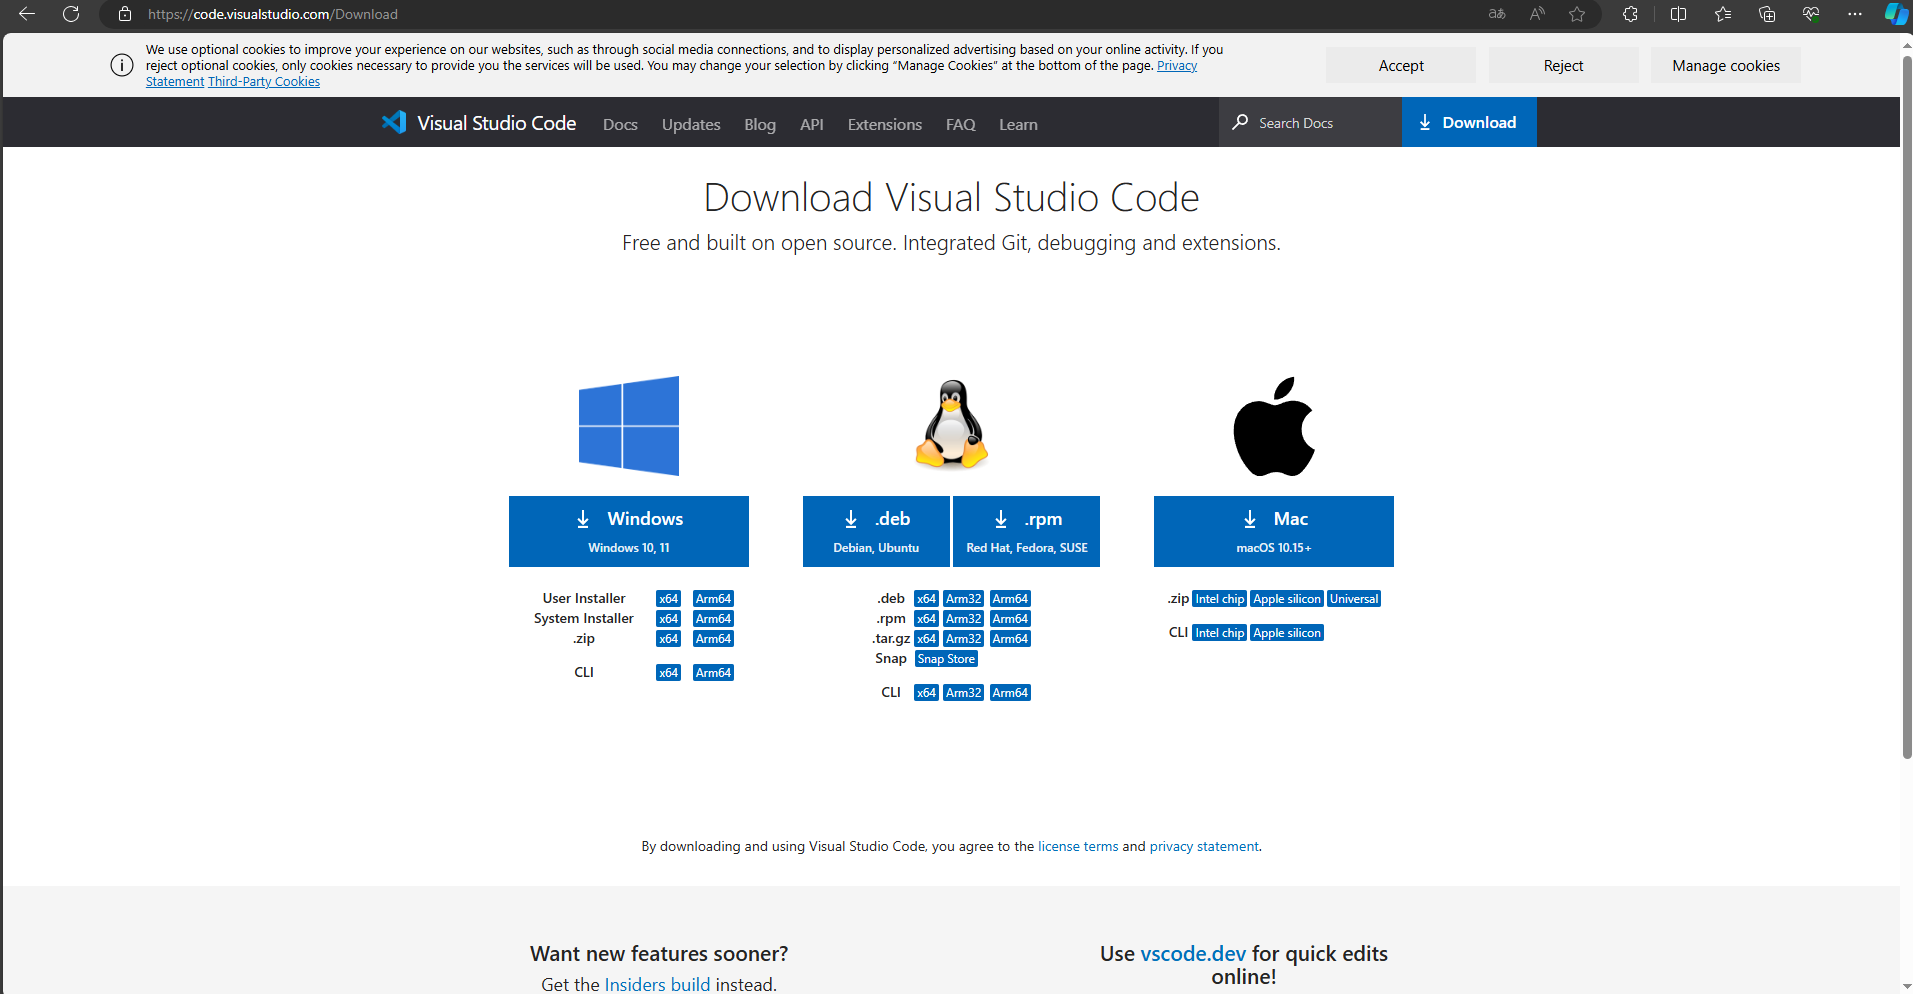 https://code.visualstudio.com/Download
We use optional cookies to improve your experience on our websites, such as through social media connections, and to display personalized advertising based on your online activity. If you
reject optional cookies, only cookies necessary to provide you the services will be used. You may change your selection by clicking “Manage Cookies” at the bottom of the page. Privacy
Statement Third-Party Cookies
Accept
Reject
Manage cookies
Visual Studio Code
Docs
Updates
Blog
API
Extensions
FAQ
Learn
Search Docs
Download
Download Visual Studio Code
Free and built on open source. Integrated Git, debugging and extensions.
Windows
Windows 10, 11
User Installer x64 Arm64
System Installer x64 Arm64
.zip x64 Arm64
CLI x64 Arm64
.deb
Debian, Ubuntu
.rpm
Red Hat, Fedora, SUSE
.deb x64 Arm32 Arm64
.rpm x64 Arm32 Arm64
.tar.gz x64 Arm32 Arm64
Snap Snap Store
CLI x64 Arm32 Arm64
Mac
macOS 10.15+
.zip Intel chip Apple silicon Universal
CLI Intel chip Apple silicon
By downloading and using Visual Studio Code, you agree to the license terms and privacy statement.
Want new features sooner?
Get the Insiders build instead.
Use vscode.dev for quick edits
online!